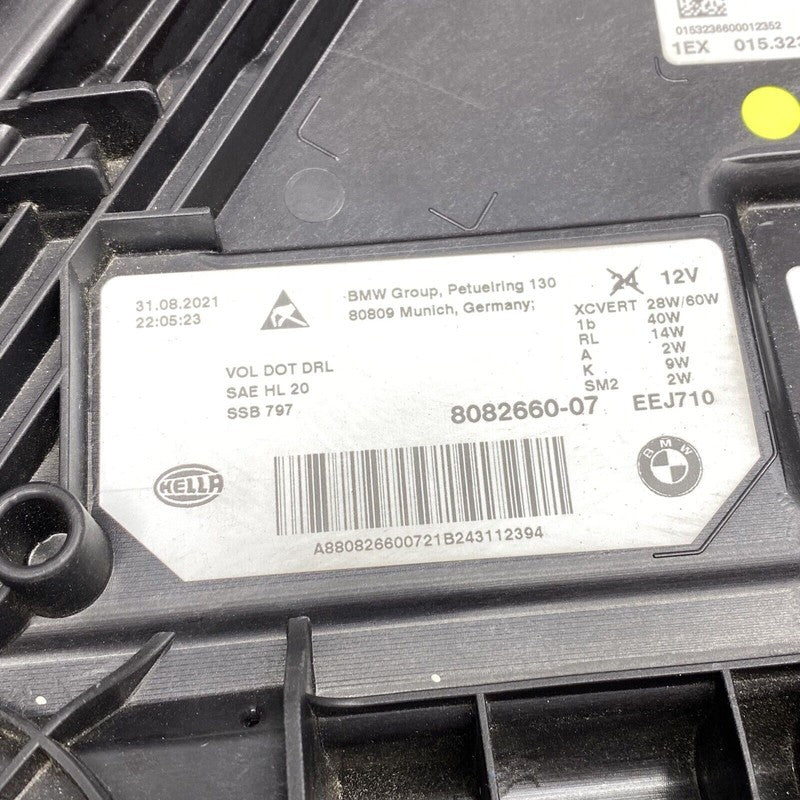 0153236600012352
1EX 015.323
31.08.2021
22:05:23
BMW Group, Petuelring 130
80809 Munich, Germany;
12V
XCVERT 28W/60W
1b 40W
RL 14W
A 2W
K 9W
SM2 2W
VOL DOT DRL
SAE HL 20
SSB 797
8082660-07 EEJ710
HELLA
BMW
A880826600721B243112394